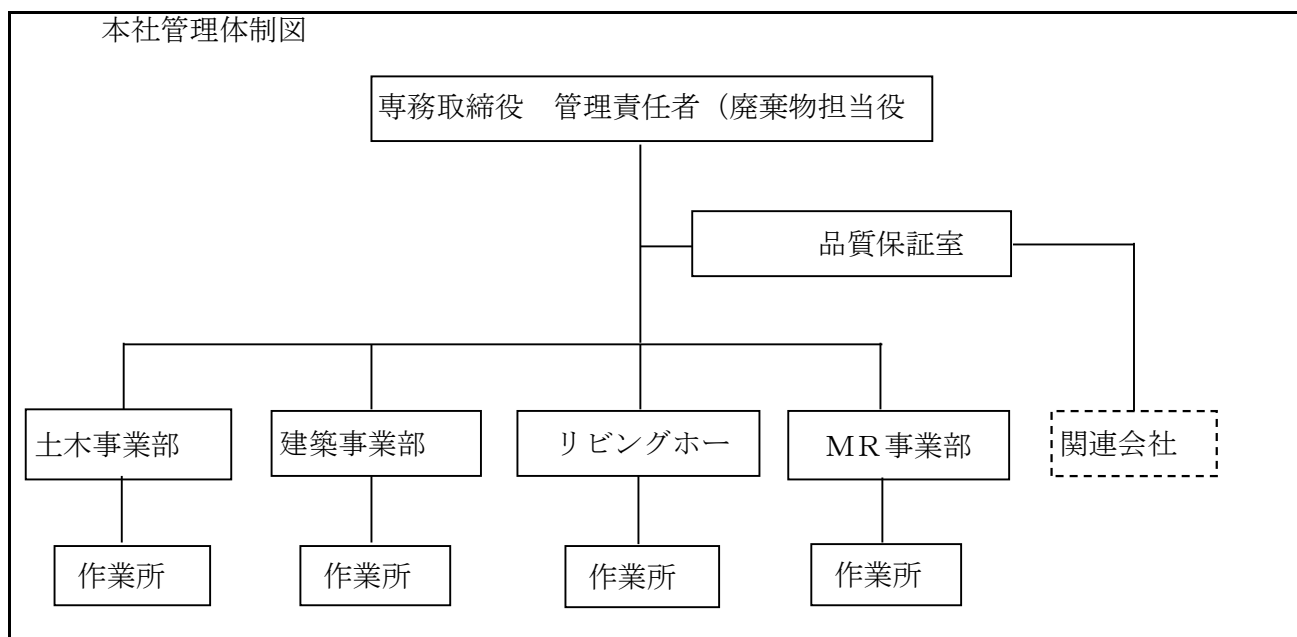 本社管理体制図
専務取締役　管理責任者（廃棄物担当役
品質保証室
土木事業部
建築事業部
リビングホー
ＭＲ事業部
関連会社
作業所
作業所
作業所
作業所